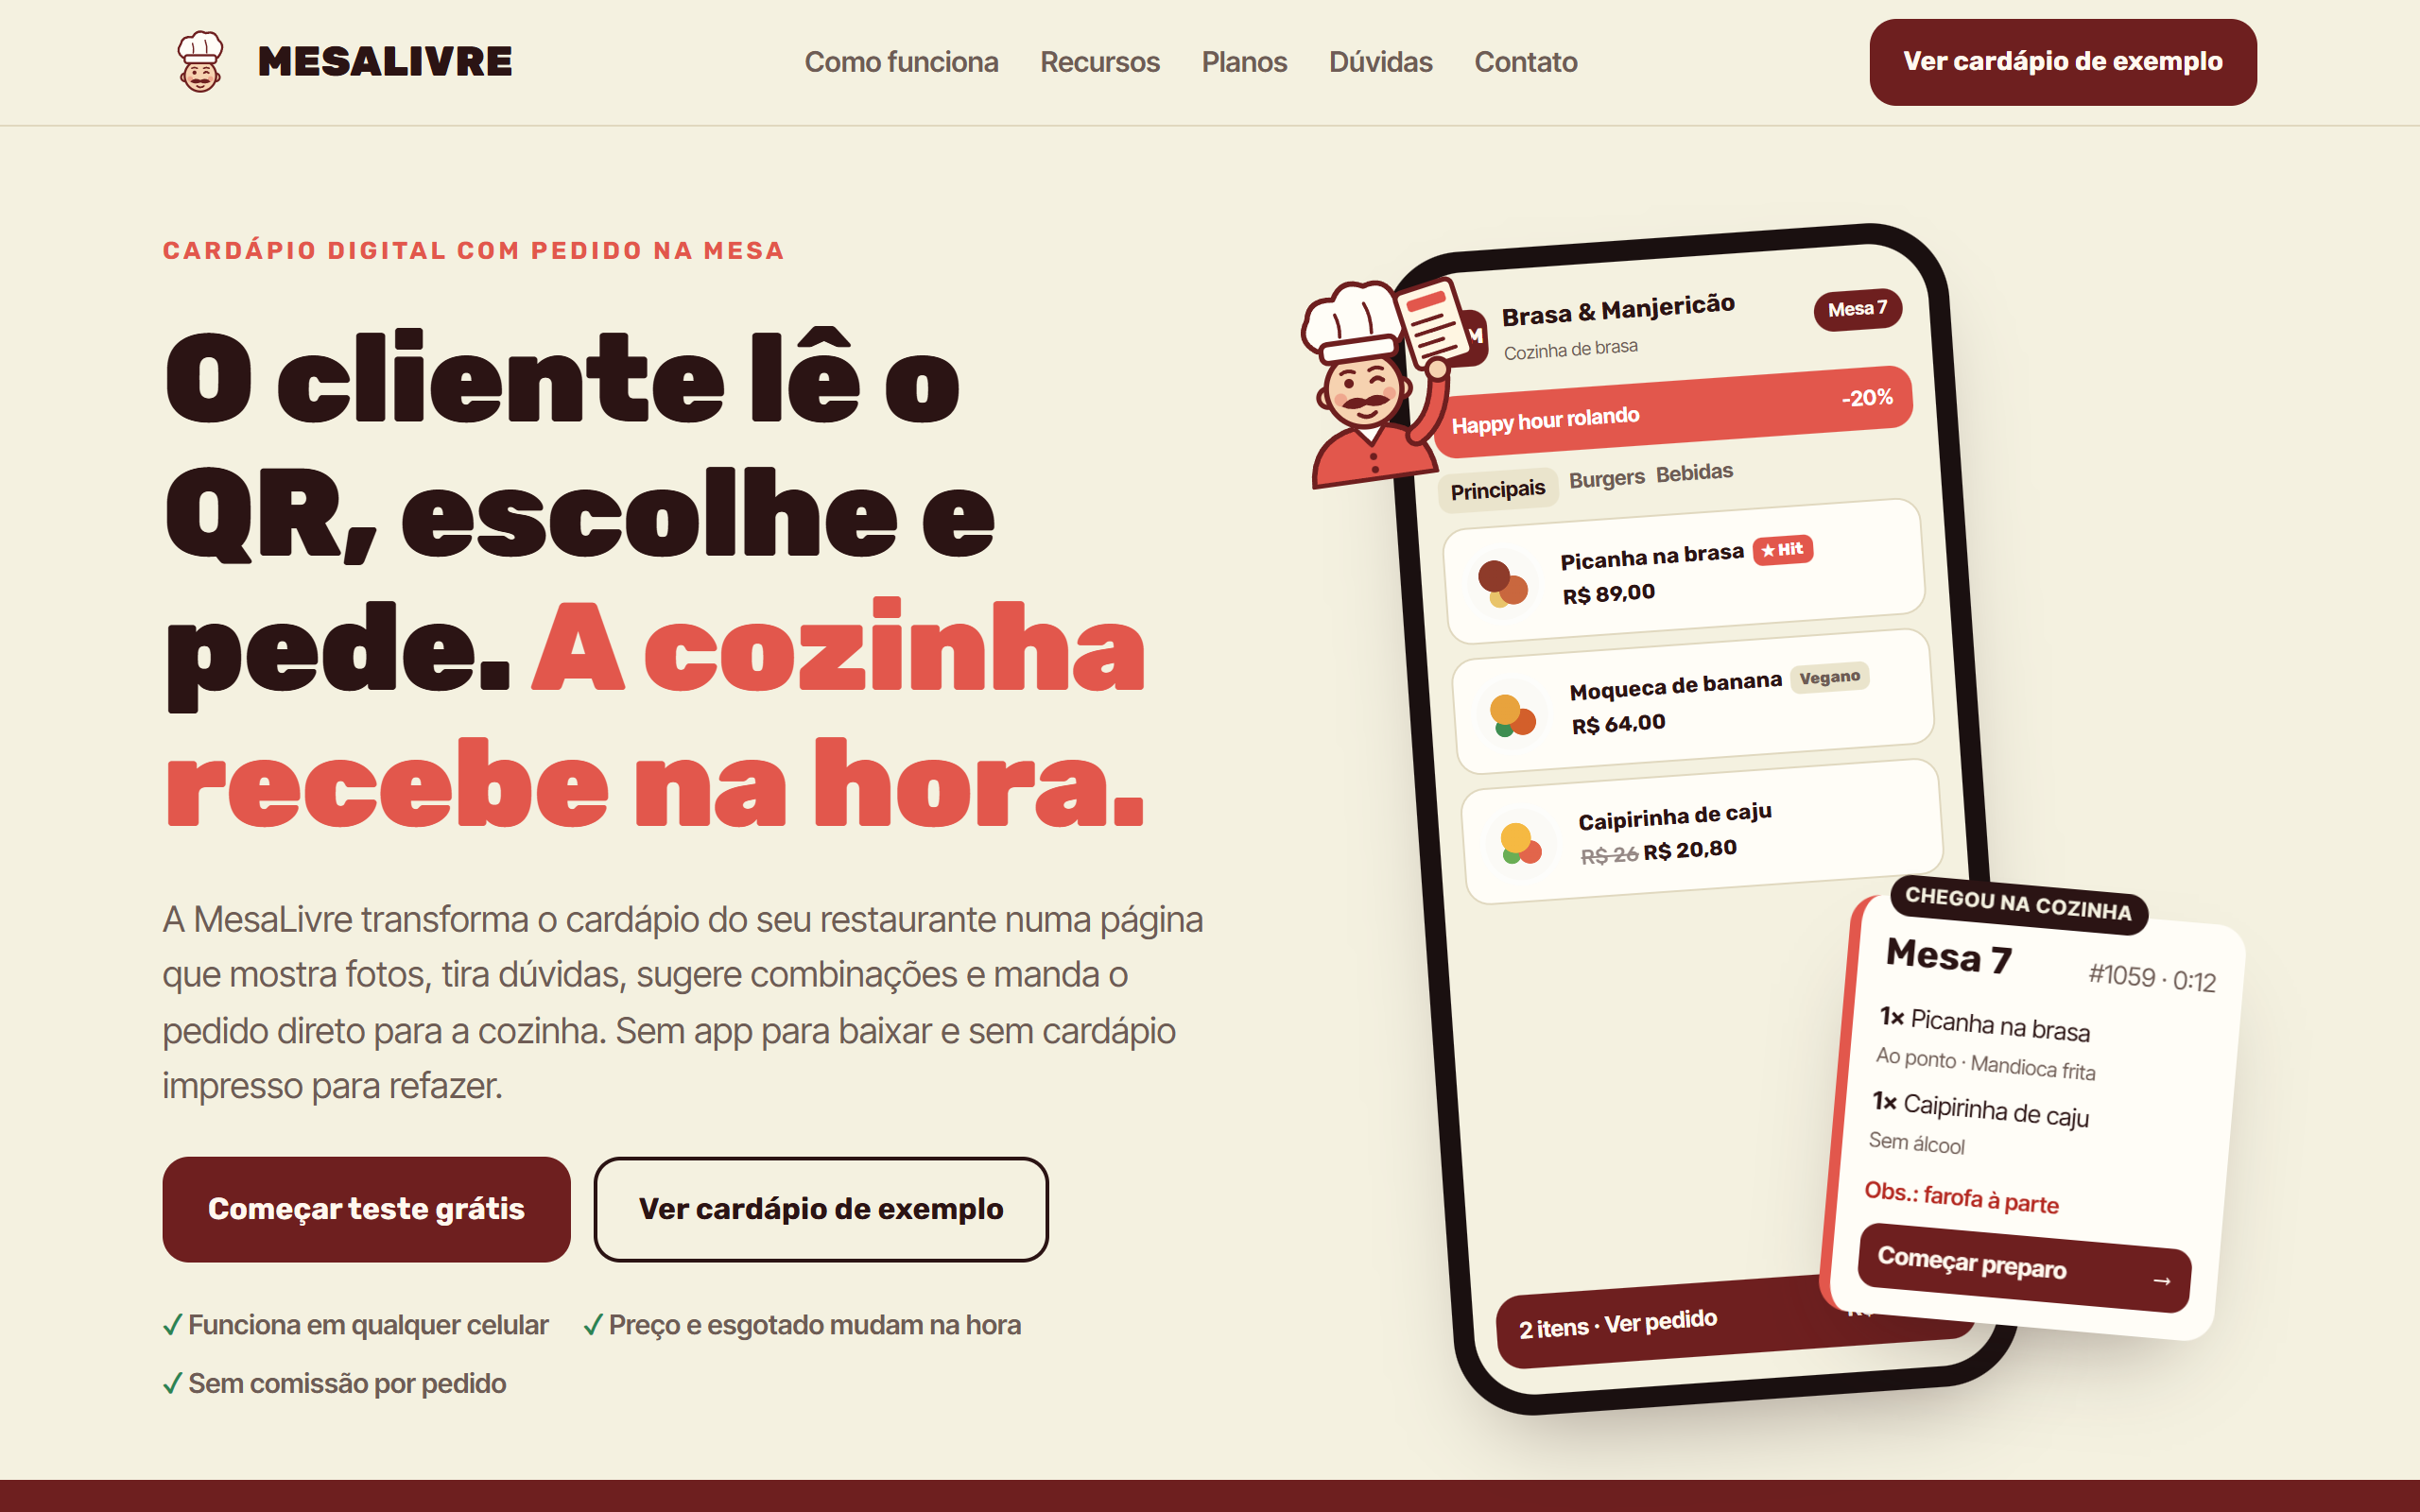 MESALIVRE
Como funciona
Recursos
Planos
Dúvidas
Contato
Ver cardápio de exemplo
CARDÁPIO DIGITAL COM PEDIDO NA MESA
O cliente lê o
QR, escolhe e
pede. A cozinha
recebe na hora.
A MesaLivre transforma o cardápio do seu restaurante numa página
que mostra fotos, tira dúvidas, sugere combinações e manda o
pedido direto para a cozinha. Sem app para baixar e sem cardápio
impresso para refazer.
Começar teste grátis
Ver cardápio de exemplo
✓ Funciona em qualquer celular
✓ Preço e esgotado mudam na hora
✓ Sem comissão por pedido
M
Brasa & Manjericão
Cozinha de brasa
Mesa 7
Happy hour rolando
-20%
Principais
Burgers
Bebidas
Picanha na brasa
★ Hit
R$ 89,00
Moqueca de banana
Vegano
R$ 64,00
Caipirinha de caju
R$ 26 R$ 20,80
2 itens · Ver pedido
CHEGOU NA COZINHA
Mesa 7
#1059 · 0:12
1× Picanha na brasa
Ao ponto · Mandioca frita
1× Caipirinha de caju
Sem álcool
Obs.: farofa à parte
Começar preparo
→